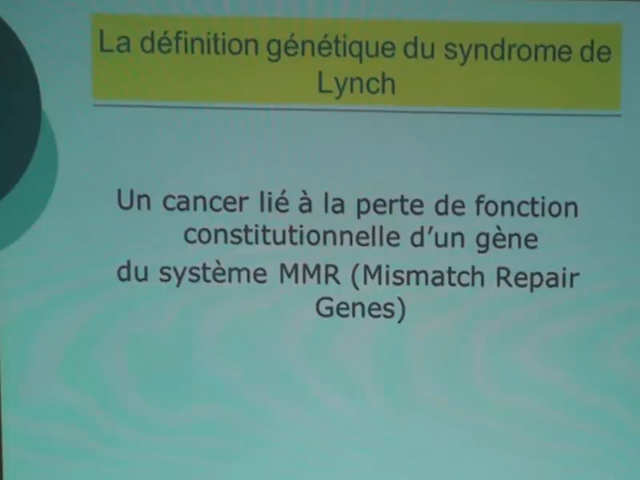 La définition génétique du syndrome de
Lynch
Un cancer lié à la perte de fonction
constitutionnelle d'un gène
du système MMR (Mismatch Repair
Genes)